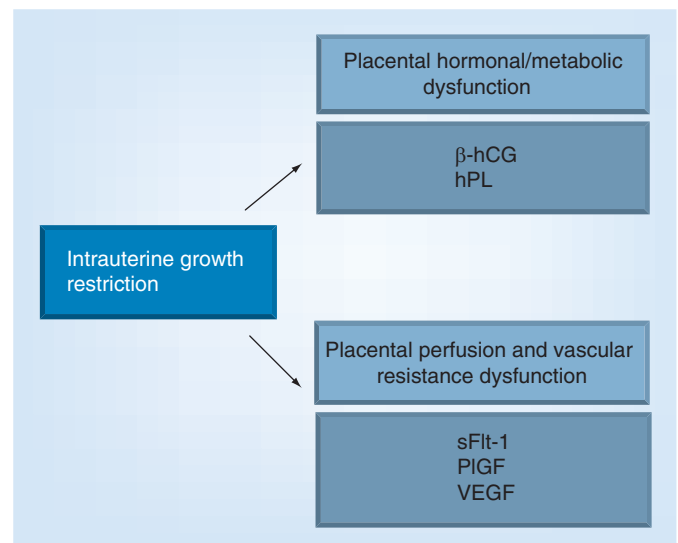 Placental hormonal/metabolic
dysfunction
β-hCG
hPL
Intrauterine growth
restriction
Placental perfusion and vascular
resistance dysfunction
sFlt-1
PlGF
VEGF